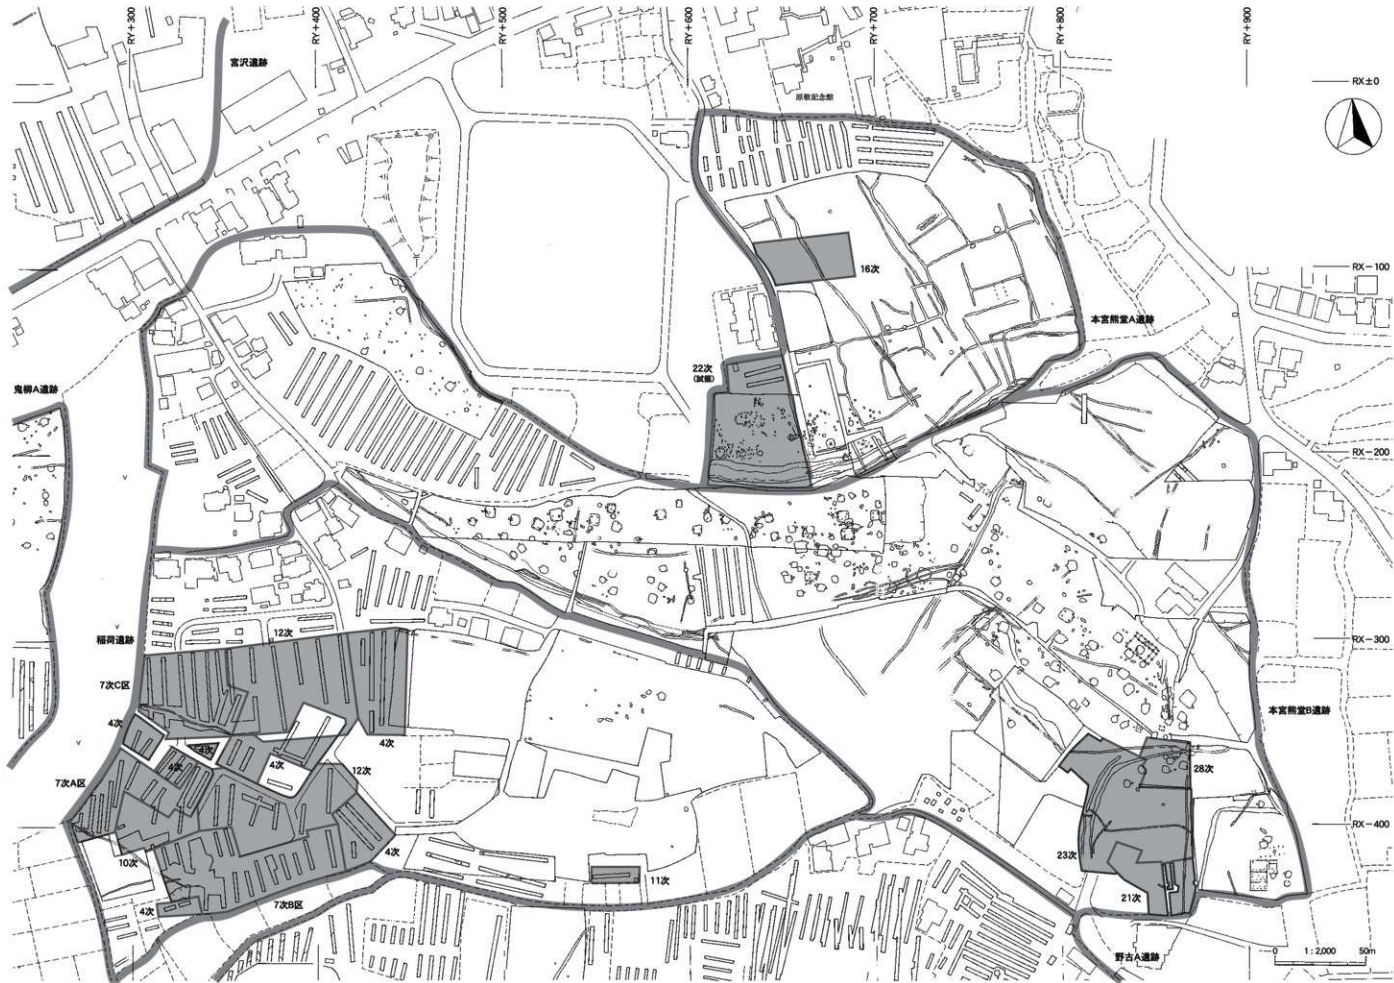 RY+300
RY+400
RY+500
RY+600
RY+700
RY+800
RY+900
宮沢遺跡
原敬記念館
RX±0
16次
RX-100
本宮熊堂A遺跡
22次
(試掘)
鬼柳A遺跡
RX-200
稲荷遺跡
12次
RX-300
7次C区
本宮熊堂B遺跡
4次
4次
4次
4次
4次
7次A区
12次
28次
RX-400
10次
4次
23次
11次
4次
7次B区
21次
野古A遺跡
0
1:2,000
50m